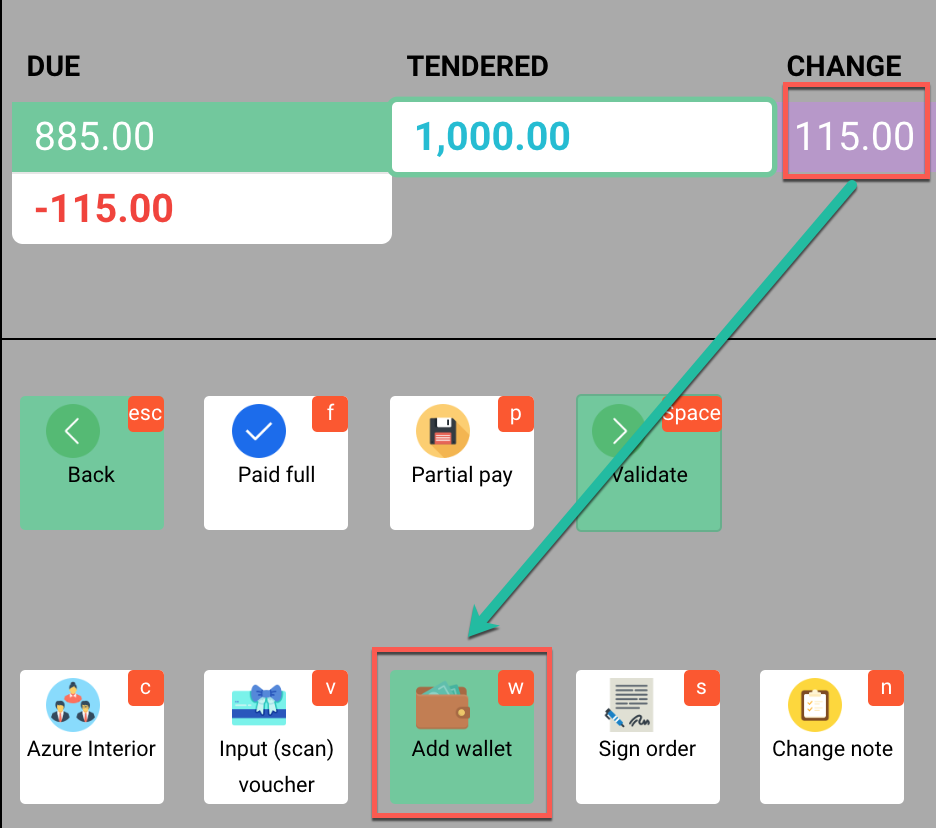 DUE TENDERED CHANGE
885.00 1,000.00 115.00
-115.00
esc f p Space
Back Paid full Partial pay Validate
c v w s n
Azure Interior Input (scan) Add wallet Sign order Change note
voucher